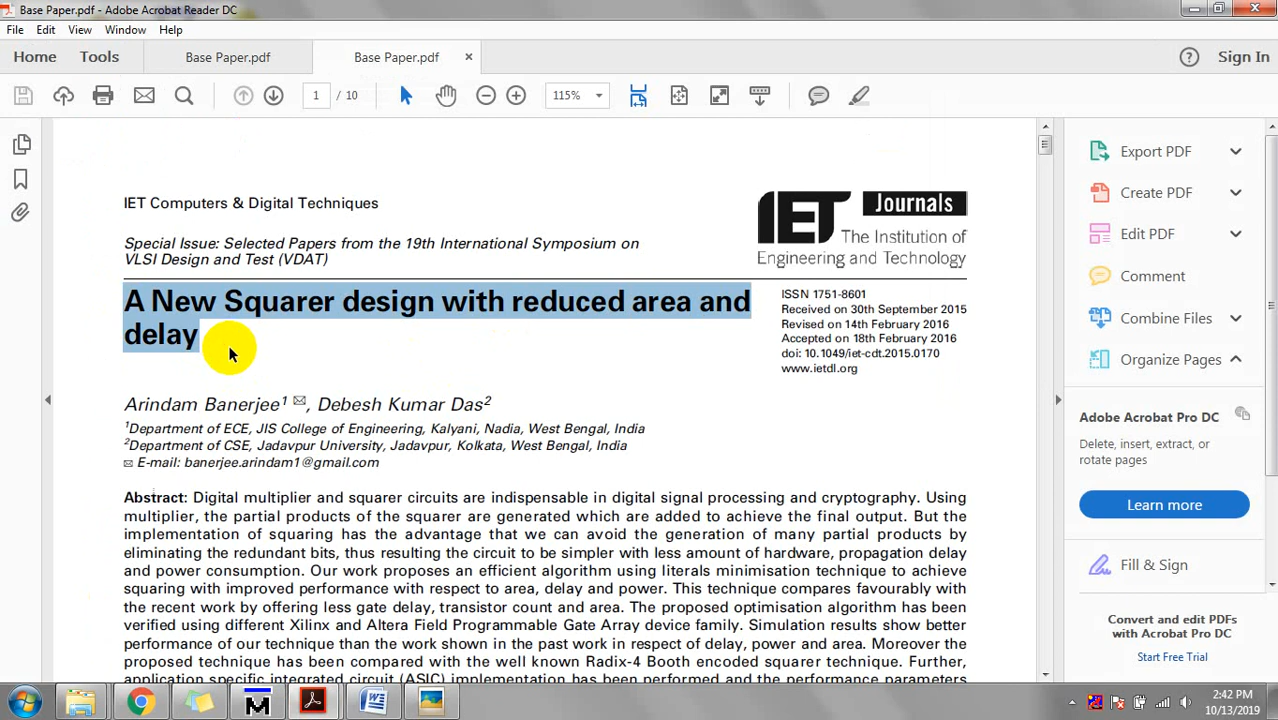 Base Paper.pdf - Adobe Acrobat Reader DC
File Edit View Window Help
Home Tools Base Paper.pdf Base Paper.pdf × ? Sign In
1 / 10 115%
Export PDF
Create PDF
Edit PDF
Comment
Combine Files
Organize Pages
Adobe Acrobat Pro DC
Delete, insert, extract, or
rotate pages
Learn more
Fill & Sign
Convert and edit PDFs
with Acrobat Pro DC
Start Free Trial
IET Computers & Digital Techniques
Special Issue: Selected Papers from the 19th International Symposium on
VLSI Design and Test (VDAT)
IET Journals
The Institution of
Engineering and Technology
A New Squarer design with reduced area and
delay
ISSN 1751-8601
Received on 30th September 2015
Revised on 14th February 2016
Accepted on 18th February 2016
doi: 10.1049/iet-cdt.2015.0170
www.ietdl.org
Arindam Banerjee1 ✉, Debesh Kumar Das2
1Department of ECE, JIS College of Engineering, Kalyani, Nadia, West Bengal, India
2Department of CSE, Jadavpur University, Jadavpur, Kolkata, West Bengal, India
✉ E-mail: banerjee.arindam1@gmail.com
Abstract: Digital multiplier and squarer circuits are indispensable in digital signal processing and cryptography. Using
multiplier, the partial products of the squarer are generated which are added to achieve the final output. But the
implementation of squaring has the advantage that we can avoid the generation of many partial products by
eliminating the redundant bits, thus resulting the circuit to be simpler with less amount of hardware, propagation delay
and power consumption. Our work proposes an efficient algorithm using literals minimisation technique to achieve
squaring with improved performance with respect to area, delay and power. This technique compares favourably with
the recent work by offering less gate delay, transistor count and area. The proposed optimisation algorithm has been
verified using different Xilinx and Altera Field Programmable Gate Array device family. Simulation results show better
performance of our technique than the work shown in the past work in respect of delay, power and area. Moreover the
proposed technique has been compared with the well known Radix-4 Booth encoded squarer technique. Further,
application specific integrated circuit (ASIC) implementation has been performed and the performance parameters
2:42 PM
10/13/2019